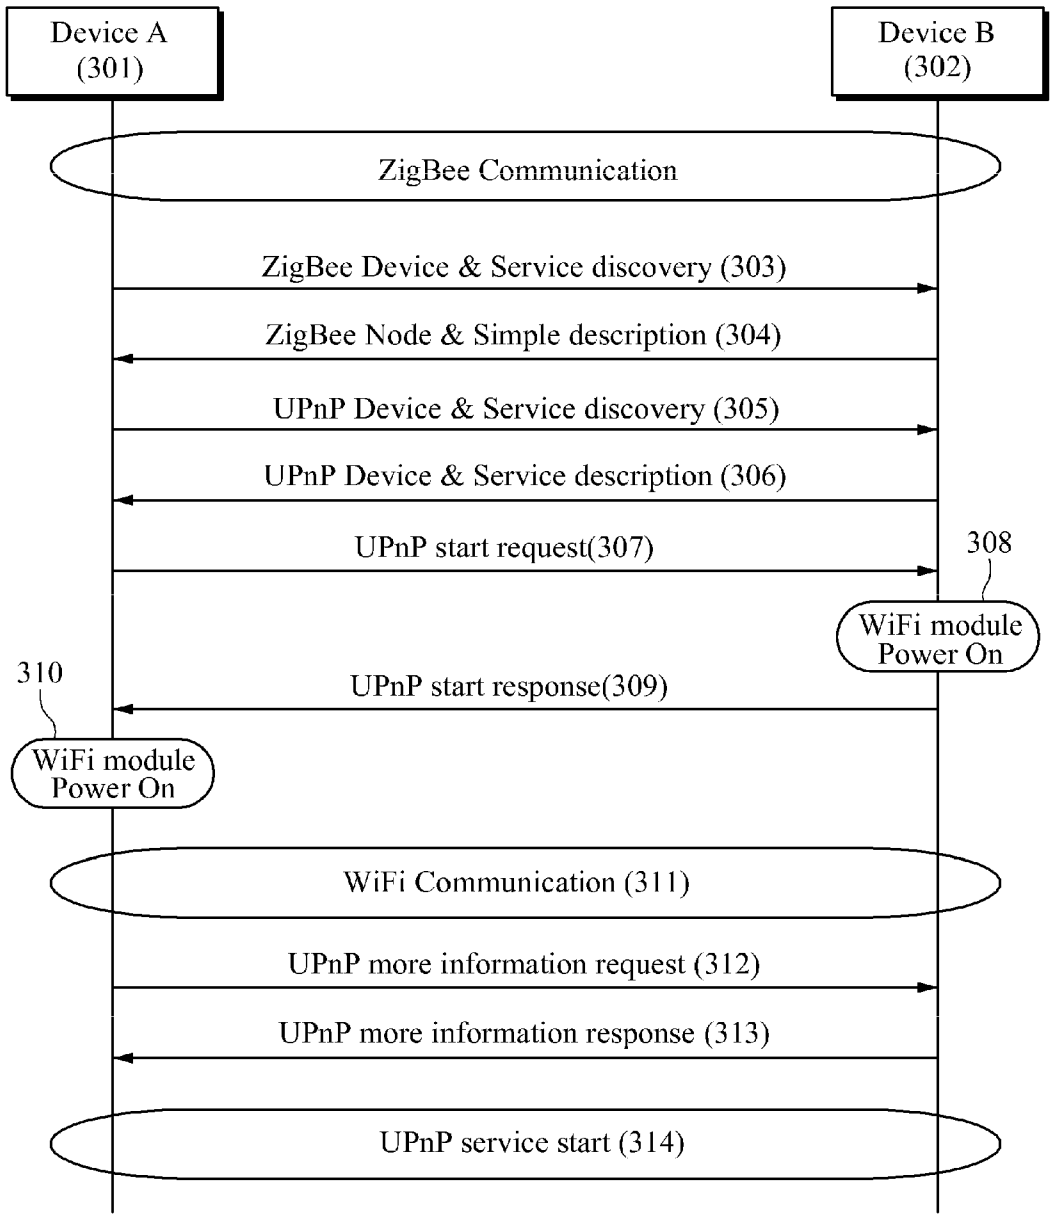 Device A
(301)
Device B
(302)
ZigBee Communication
ZigBee Device & Service discovery (303)
ZigBee Node & Simple description (304)
UPnP Device & Service discovery (305)
UPnP Device & Service description (306)
UPnP start request(307)
308
WiFi module
Power On
UPnP start response(309)
310
WiFi module
Power On
WiFi Communication (311)
UPnP more information request (312)
UPnP more information response (313)
UPnP service start (314)